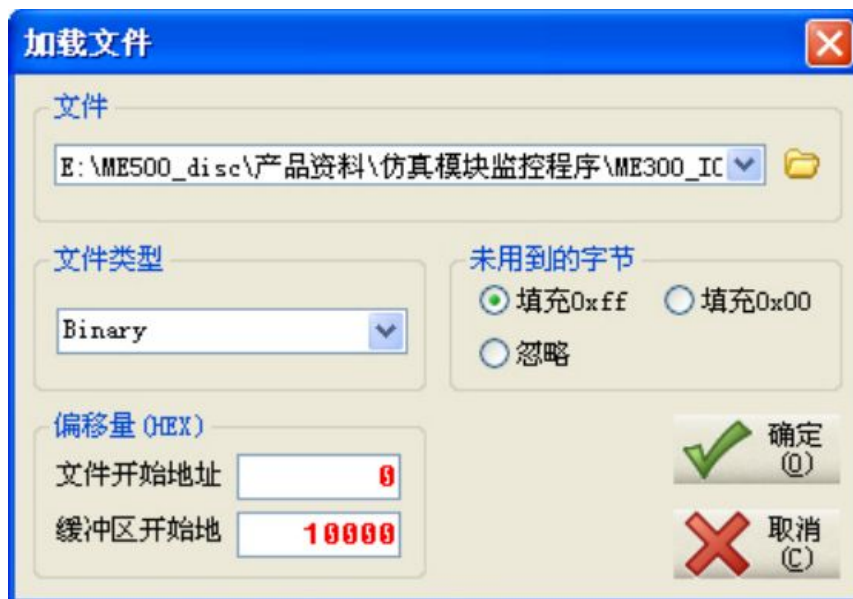 加载文件
文件
E:\ME500_disc\产品资料\仿真模块监控程序\ME300_IC
文件类型
Binary
未用到的字节
填充0xff
填充0x00
忽略
偏移量(HEX)
文件开始地址
0
缓冲区开始地
10000
确定
(O)
取消
(C)